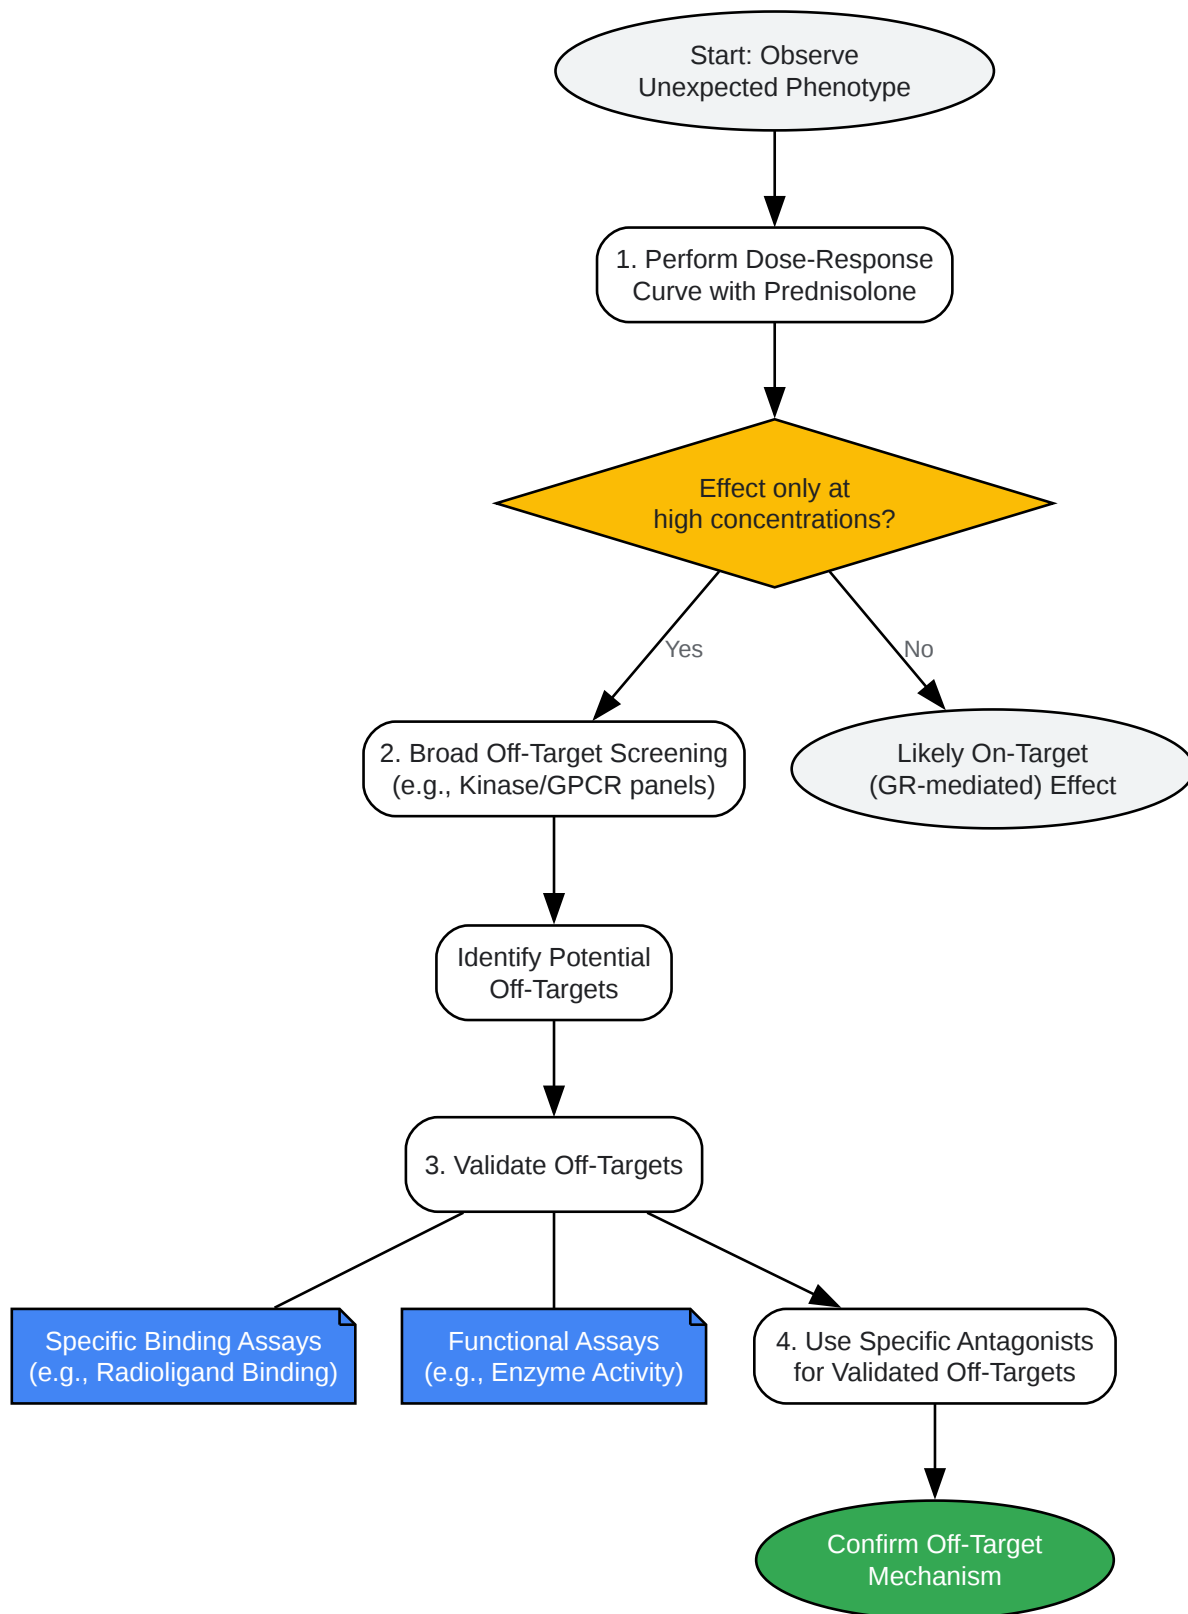 Start: Observe
Unexpected Phenotype
1. Perform Dose-Response
Curve with Prednisolone
Effect only at
high concentrations?
Yes
No
2. Broad Off-Target Screening
(e.g., Kinase/GPCR panels)
Likely On-Target
(GR-mediated) Effect
Identify Potential
Off-Targets
3. Validate Off-Targets
Specific Binding Assays
(e.g., Radioligand Binding)
Functional Assays
(e.g., Enzyme Activity)
4. Use Specific Antagonists
for Validated Off-Targets
Confirm Off-Target
Mechanism